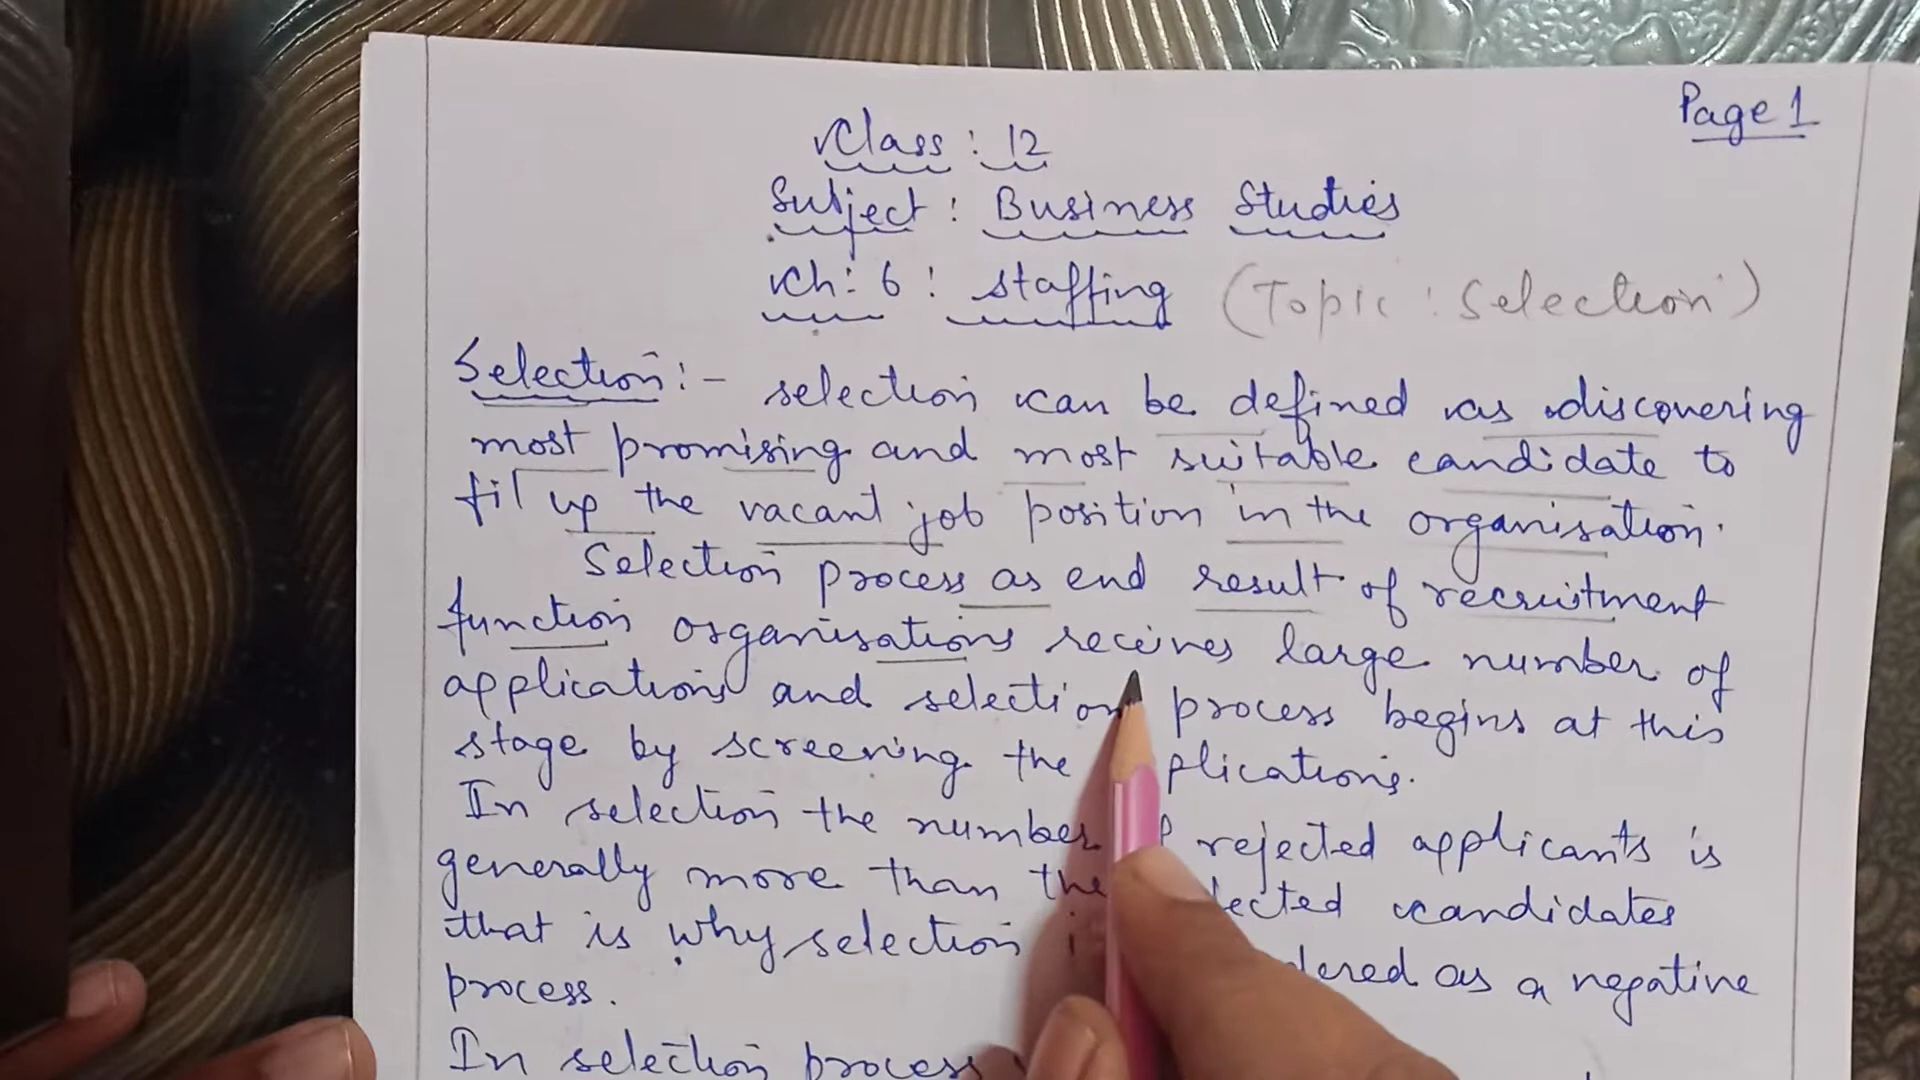 Page 1
Class : 12
Subject : Business Studies
Ch : 6 : staffing (Topic : Selection)
Selection :- selection can be defined as discovering
most promising and most suitable candidate to
fil up the vacant job position in the organisation.
Selection process as end result of recruitment
function organisations receives large number of
applications and selection process begins at this
stage by screening the plications.
In selection the number rejected applicants is
generally more than the lected candidates
that is why selection dered as a negative
process.
In selection process